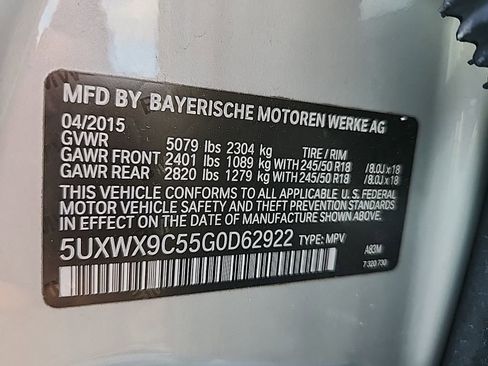 MFD BY BAYERISCHE MOTOREN WERKE AG
04/2015
GVWR 5079 lbs 2304 kg TIRE / RIM
GAWR FRONT 2401 lbs 1089 kg WITH 245/50 R18 /8.0J x 18
GAWR REAR 2820 lbs 1279 kg WITH 245/50 R18 /8.0J x 18
THIS VEHICLE CONFORMS TO ALL APPLICABLE U. S. FEDERAL
MOTOR VEHICLE SAFETY AND THEFT PREVENTION STANDARDS
IN EFFECT ON THE DATE OF MANUFACTURE SHOWN ABOVE.
5UXWX9C55G0D62922 TYPE: MPV A83M
7 320 730